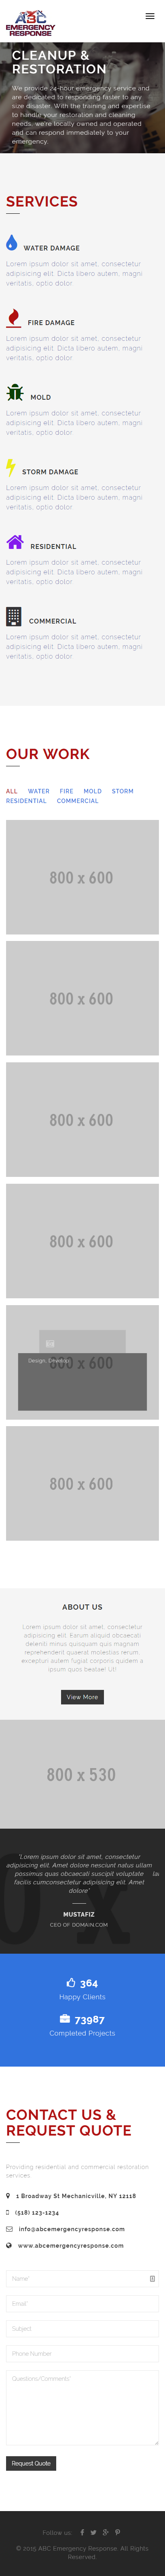 ABC
EMERGENCY
RESPONSE
CLEANUP &
RESTORATION
We provide 24-hour emergency service and
are dedicated to responding faster to any
size disaster. With the training and expertise
to handle your restoration and cleaning
needs, we're locally owned and operated
and can respond immediately to your
emergency.
SERVICES
WATER DAMAGE
Lorem ipsum dolor sit amet, consectetur
adipisicing elit. Dicta libero autem, magni
veritatis, optio dolor.
FIRE DAMAGE
Lorem ipsum dolor sit amet, consectetur
adipisicing elit. Dicta libero autem, magni
veritatis, optio dolor.
MOLD
Lorem ipsum dolor sit amet, consectetur
adipisicing elit. Dicta libero autem, magni
veritatis, optio dolor.
STORM DAMAGE
Lorem ipsum dolor sit amet, consectetur
adipisicing elit. Dicta libero autem, magni
veritatis, optio dolor.
RESIDENTIAL
Lorem ipsum dolor sit amet, consectetur
adipisicing elit. Dicta libero autem, magni
veritatis, optio dolor.
COMMERCIAL
Lorem ipsum dolor sit amet, consectetur
adipisicing elit. Dicta libero autem, magni
veritatis, optio dolor.
OUR WORK
ALL WATER FIRE MOLD STORM
RESIDENTIAL COMMERCIAL
800 x 600
800 x 600
800 x 600
800 x 600
Design, Develop
800 x 600
800 x 600
ABOUT US
Lorem ipsum dolor sit amet, consectetur
adipisicing elit. Earum aliquid obcaecati
deleniti minus quisquam quis magnam
reprehenderit quaerat molestias rerum,
excepturi autem fugiat corporis quidem a
ipsum quos beatae! Ut!
View More
800 x 530
"Lorem ipsum dolor sit amet, consectetur
adipisicing elit. Amet dolore nesciunt natus ullam
possimus quas obcaecati suscipit voluptate
facilis cumconsectetur adipisicing elit. Amet
dolore"
MUSTAFIZ
CEO OF DOMAIN.COM
364
Happy Clients
73987
Completed Projects
CONTACT US &
REQUEST QUOTE
Providing residential and commercial restoration
services.
1 Broadway St Mechanicville, NY 12118
(518) 123-1234
info@abcemergencyresponse.com
www.abcemergencyresponse.com
Name*
Email*
Subject
Phone Number
Questions/Comments*
Request Quote
Follow us:
© 2015 ABC Emergency Response. All Rights
Reserved